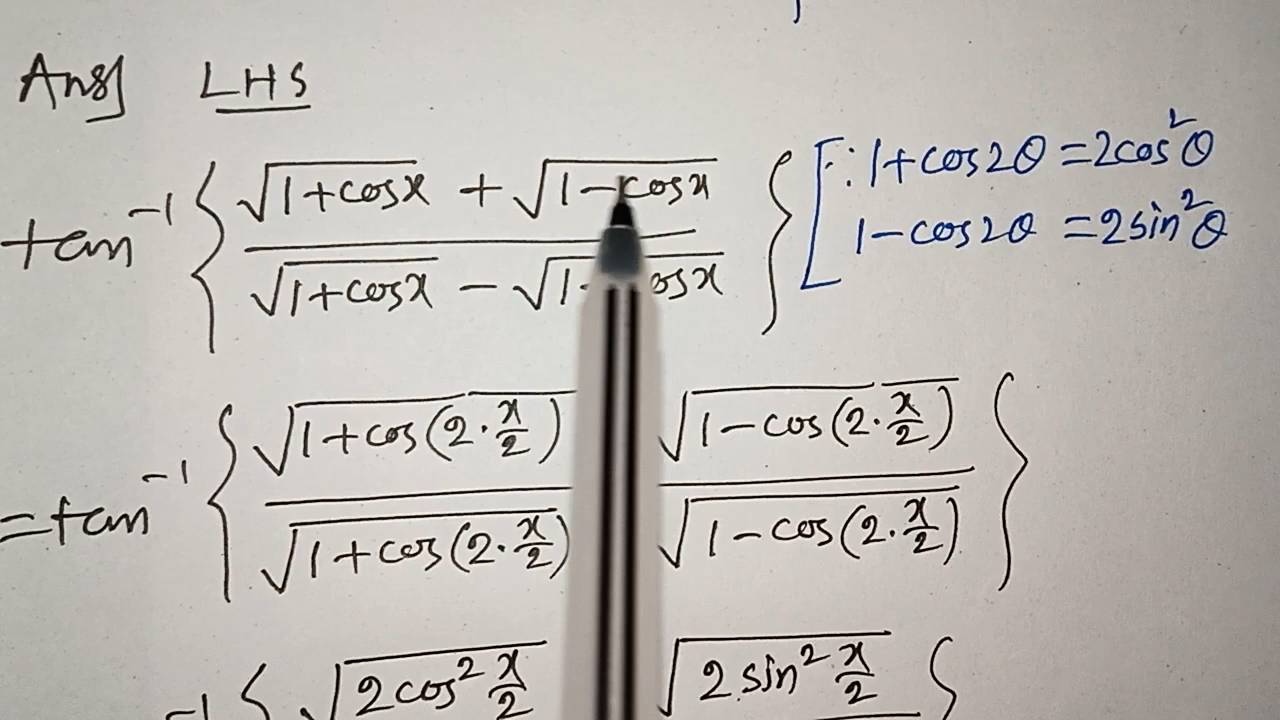 Ans] LHS
tan⁻¹ { (√(1+cosx) + √(1-cosx)) / (√(1+cosx) - √(1- osx)) } [∵ 1+cos2θ = 2cos²θ
1-cos2θ = 2sin²θ
= tan⁻¹ { √(1+cos(2·x/2)) √(1-cos(2·x/2)) / √(1+cos(2·x/2)) √(1-cos(2·x/2)) }
⁻¹ { √(2cos² x/2) √(2sin² x/2) }